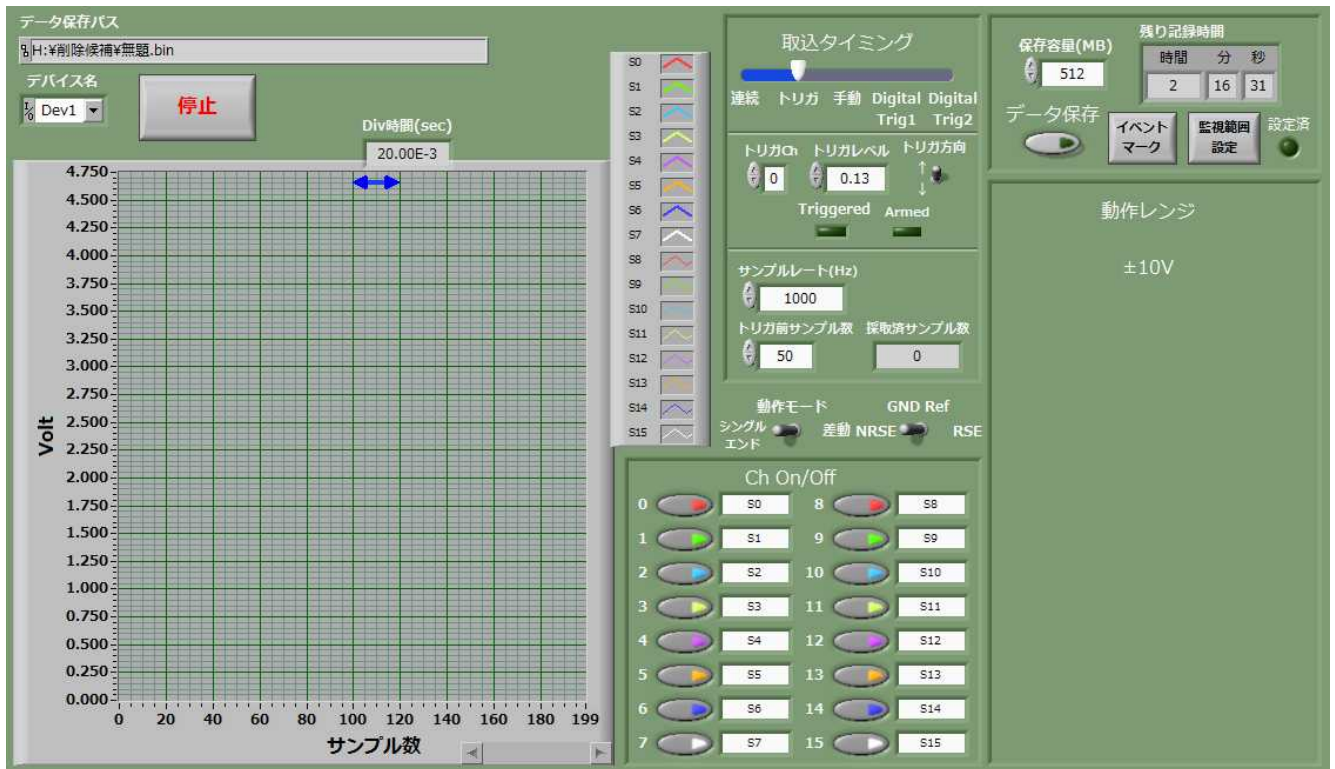 データ保存パス
H:¥削除候補¥無題.bin
デバイス名
Dev1
停止
Div時間(sec)
20.00E-3
4.750
4.500
4.250
4.000
3.750
3.500
3.250
3.000
2.750
2.500
2.250
2.000
1.750
1.500
1.250
1.000
0.750
0.500
0.250
0.000
Volt
0 20 40 60 80 100 120 140 160 180 199
サンプル数
S0
S1
S2
S3
S4
S5
S6
S7
S8
S9
S10
S11
S12
S13
S14
S15
取込タイミング
連続 トリガ 手動 Digital Digital
Trig1 Trig2
トリガCh トリガレベル トリガ方向
0 0.13 ↑
↓
Triggered Armed
サンプルレート(Hz)
1000
トリガ前サンプル数 採取済サンプル数
50 0
動作モード GND Ref
シングル
エンド 差動 NRSE RSE
Ch On/Off
0 S0 8 S8
1 S1 9 S9
2 S2 10 S10
3 S3 11 S11
4 S4 12 S12
5 S5 13 S13
6 S6 14 S14
7 S7 15 S15
保存容量(MB)
512
残り記録時間
時間 分 秒
2 16 31
データ保存
イベント
マーク
監視範囲
設定
設定済
動作レンジ
±10V